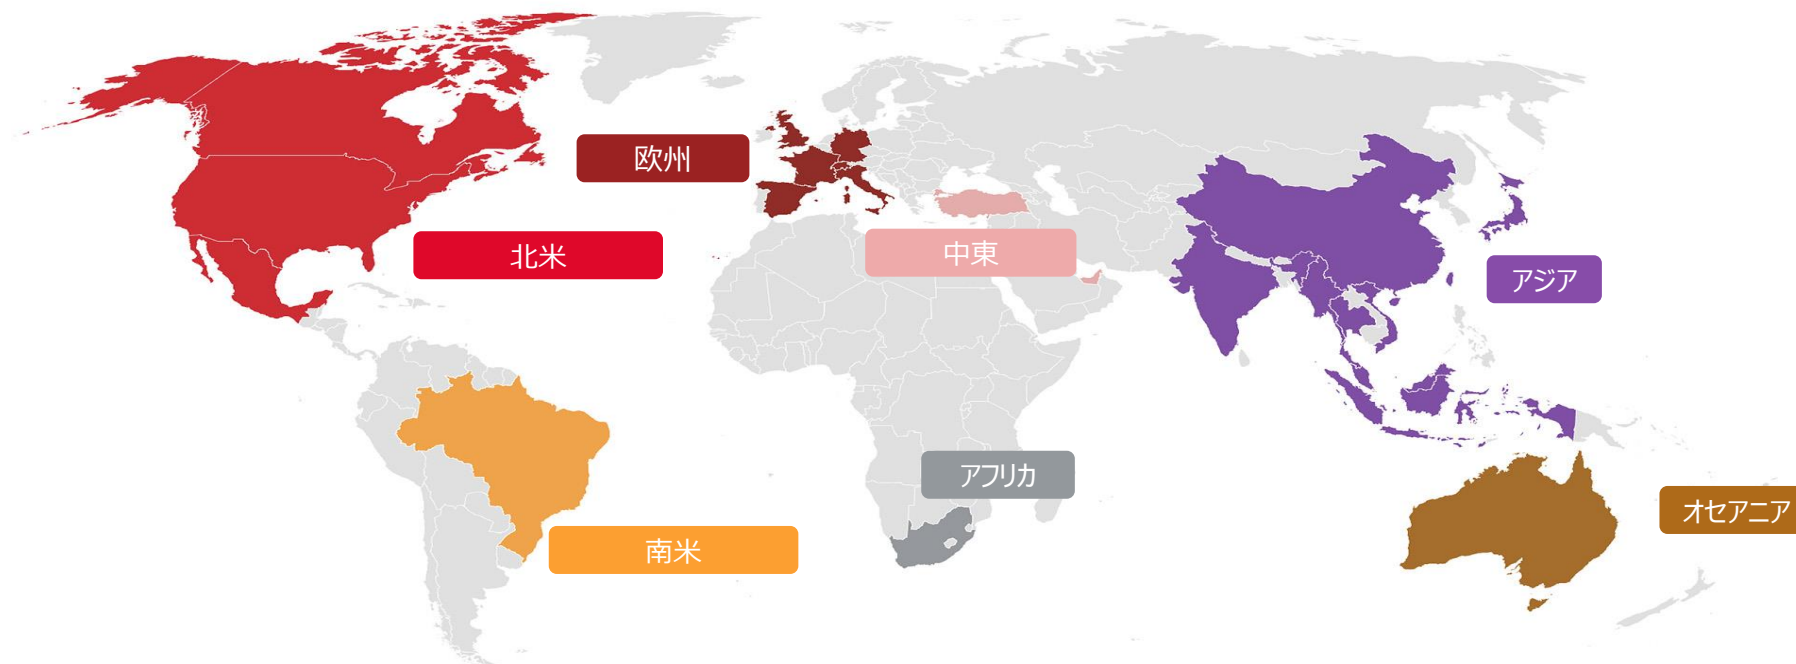 欧州
北米
中東
アジア
アフリカ
オセアニア
南米